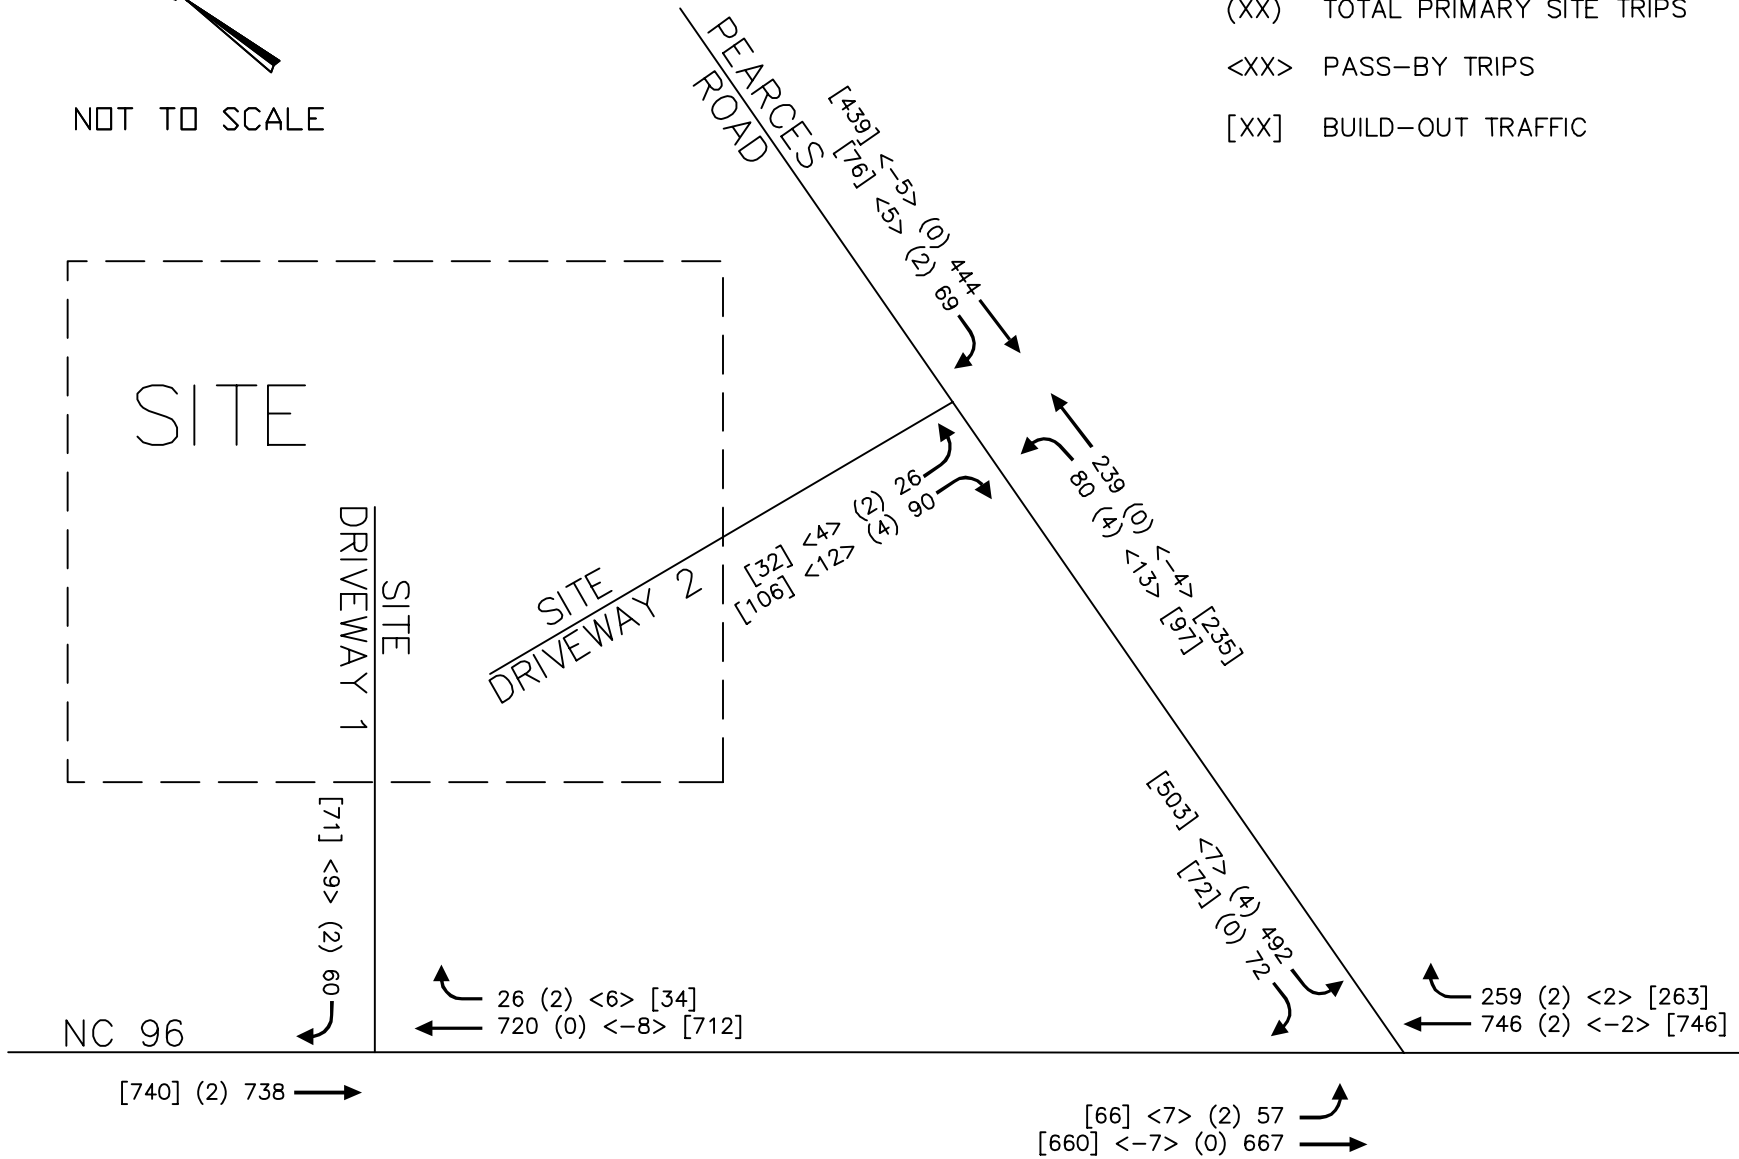 (XX) TOTAL PRIMARY SITE TRIPS
<XX> PASS-BY TRIPS
[XX] BUILD-OUT TRAFFIC
NOT TO SCALE
PEARCES
ROAD
[439] <-5> (0) 444
[76] <5> (2) 69
239 (0) <-4> [235]
80 (4) <13> [97]
SITE
[32] <4> (2) 26
[106] <12> (4) 90
SITE
DRIVEWAY 2
SITE
DRIVEWAY 1
[71] <9> (2) 60
[503] <7> (4) 492
[72] (0) 72
26 (2) <6> [34]
720 (0) <-8> [712]
259 (2) <2> [263]
746 (2) <-2> [746]
NC 96
[740] (2) 738
[66] <7> (2) 57
[660] <-7> (0) 667